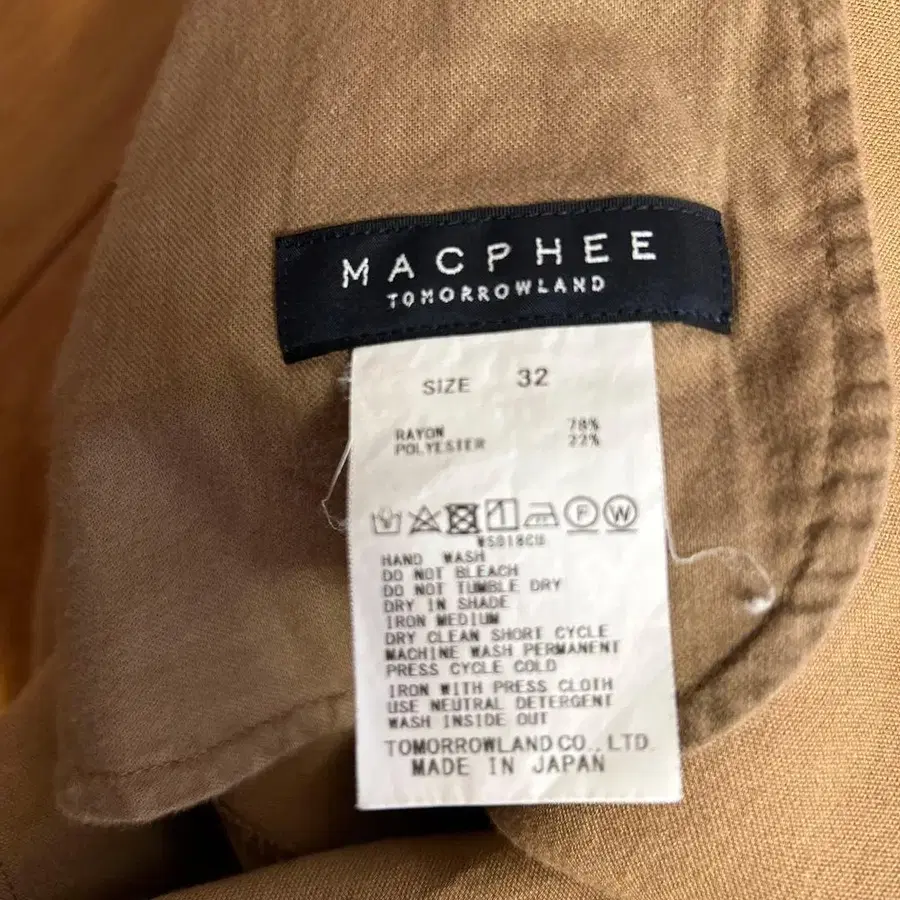 MACPHEE
TOMORROWLAND
SIZE 32
RAYON 78%
POLYESTER 22%
F W
HAND WASH
DO NOT BLEACH
DO NOT TUMBLE DRY
DRY IN SHADE
IRON MEDIUM
DRY CLEAN SHORT CYCLE
MACHINE WASH PERMANENT
PRESS CYCLE COLD
IRON WITH PRESS CLOTH
USE NEUTRAL DETERGENT
WASH INSIDE OUT
TOMORROWLAND CO., LTD.
MADE IN JAPAN